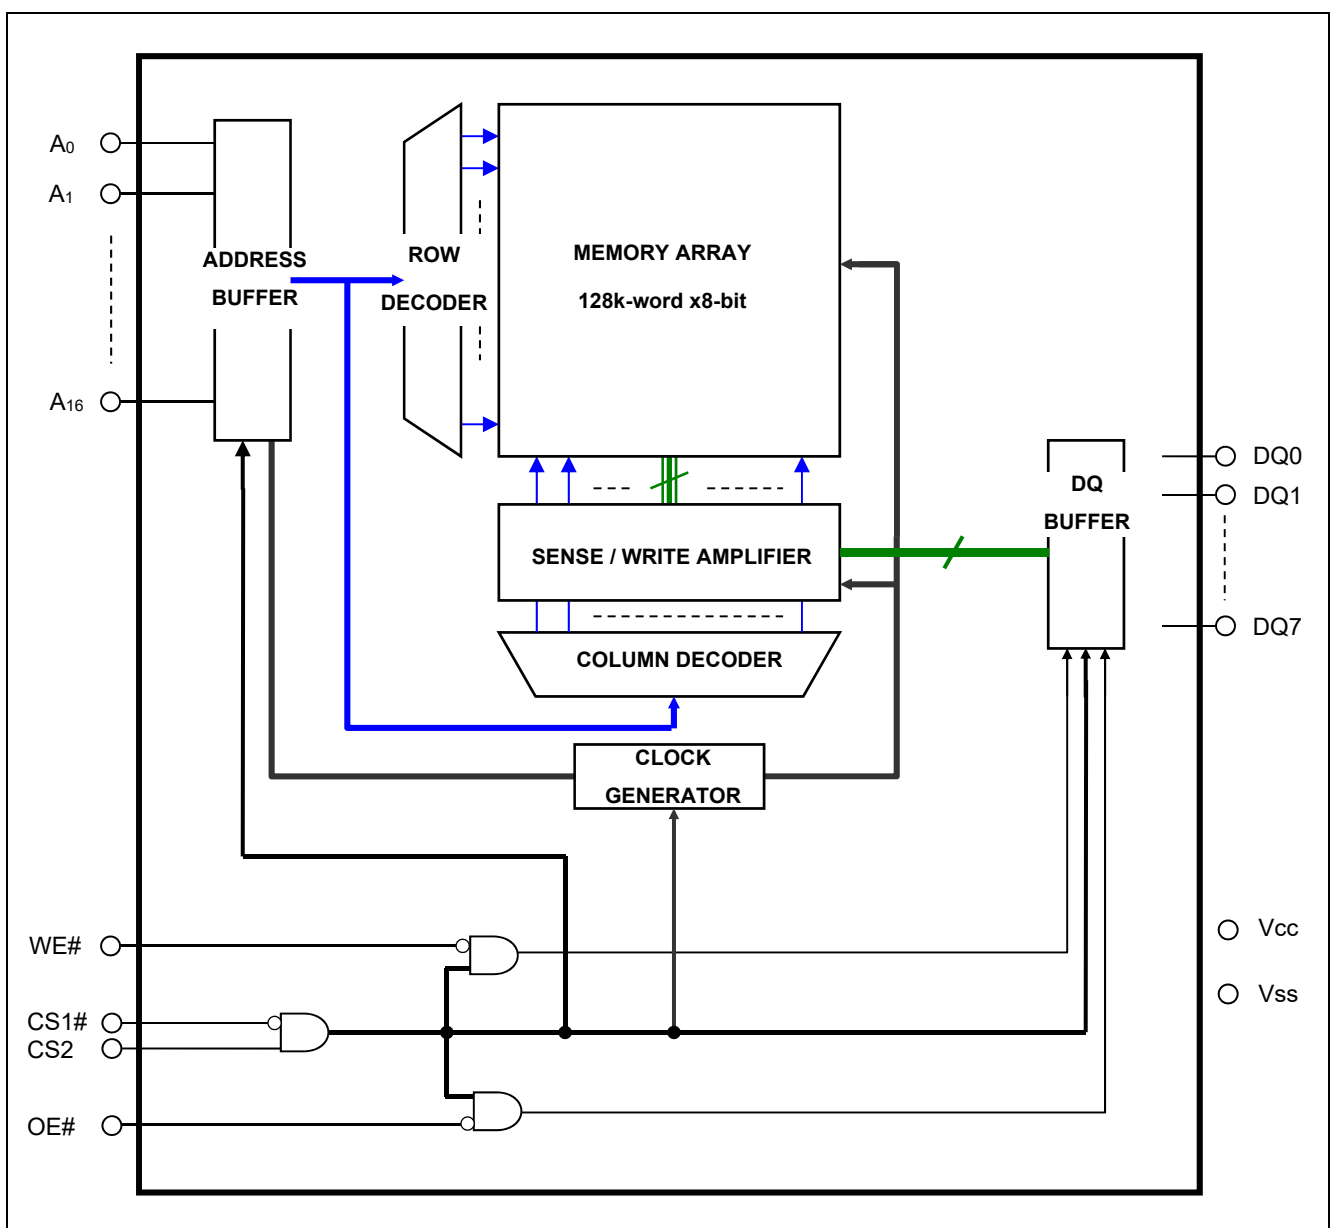 A0
A1
A16
ADDRESS
BUFFER
ROW
DECODER
MEMORY ARRAY
128k-word x8-bit
SENSE / WRITE AMPLIFIER
COLUMN DECODER
CLOCK
GENERATOR
DQ
BUFFER
DQ0
DQ1
DQ7
WE#
CS1#
CS2
OE#
Vcc
Vss